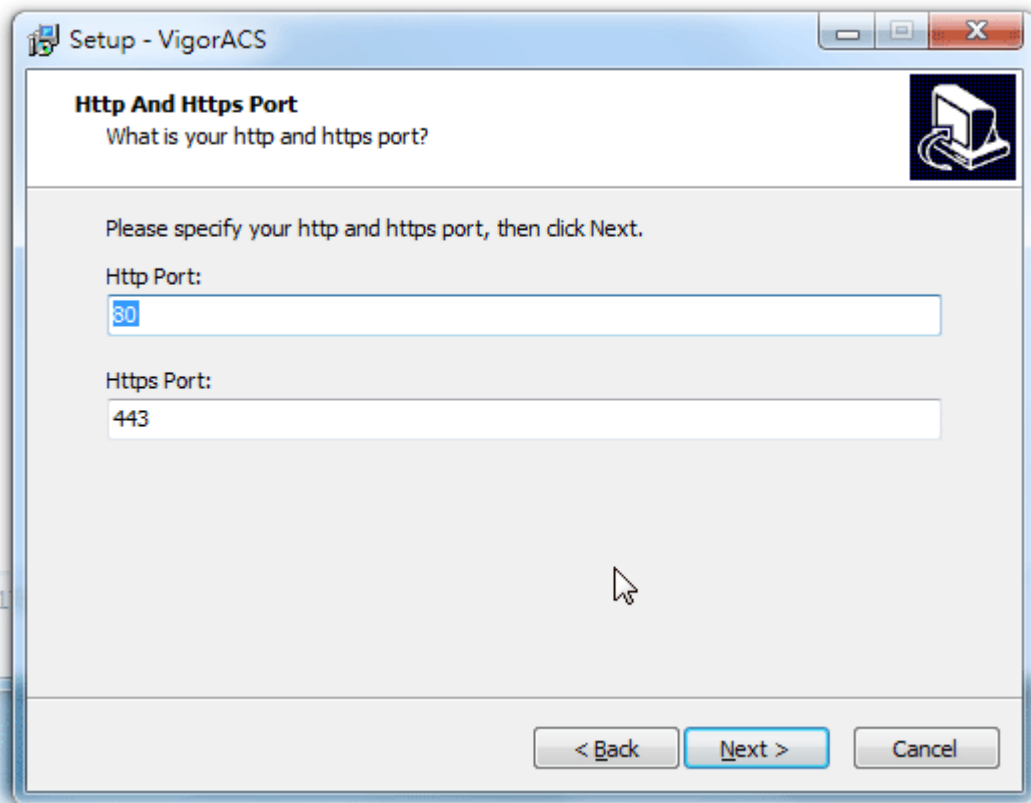 Setup - VigorACS
Http And Https Port
What is your http and https port?
Please specify your http and https port, then click Next.
Http Port:
80
Https Port:
443
< Back
Next >
Cancel